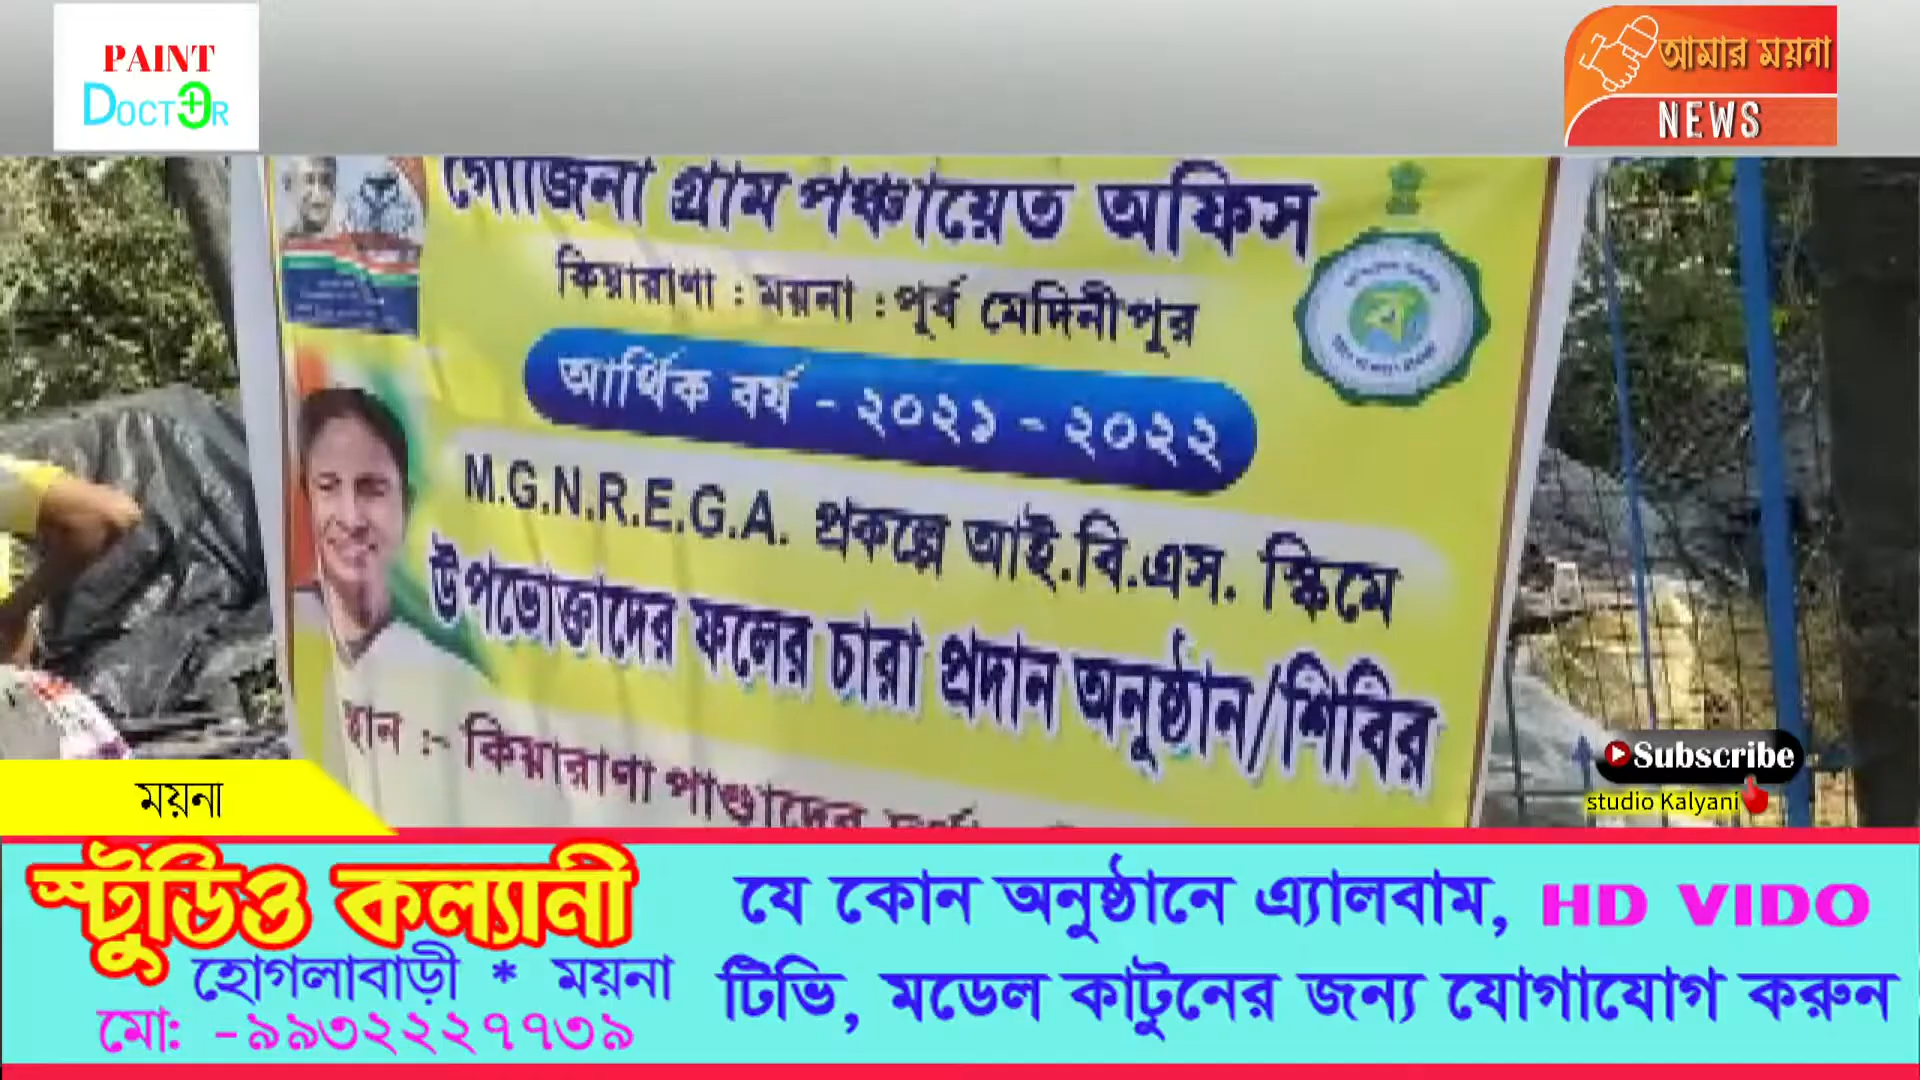 PAINT
DOCTOR
আমার ময়না
NEWS
গোজিনা গ্রাম পঞ্চায়েত অফিস
কিয়ারাণা : ময়না : পূর্ব মেদিনীপুর
আর্থিক বর্ষ - ২০২১ - ২০২২
M.G.N.R.E.G.A. প্রকল্পে আই.বি.এস. স্কিমে
উপভোক্তাদের ফলের চারা প্রদান অনুষ্ঠান/শিবির
স্থান :- কিয়ারাণা পাণ্ডাদের
Subscribe
studio Kalyani
ময়না
স্টুডিও কল্যানী
হোগলাবাড়ী * ময়না
মো: -৯৯৩২২২৭৭৩৯
যে কোন অনুষ্ঠানে এ্যালবাম, HD VIDO
টিভি, মডেল কাটুনের জন্য যোগাযোগ করুন